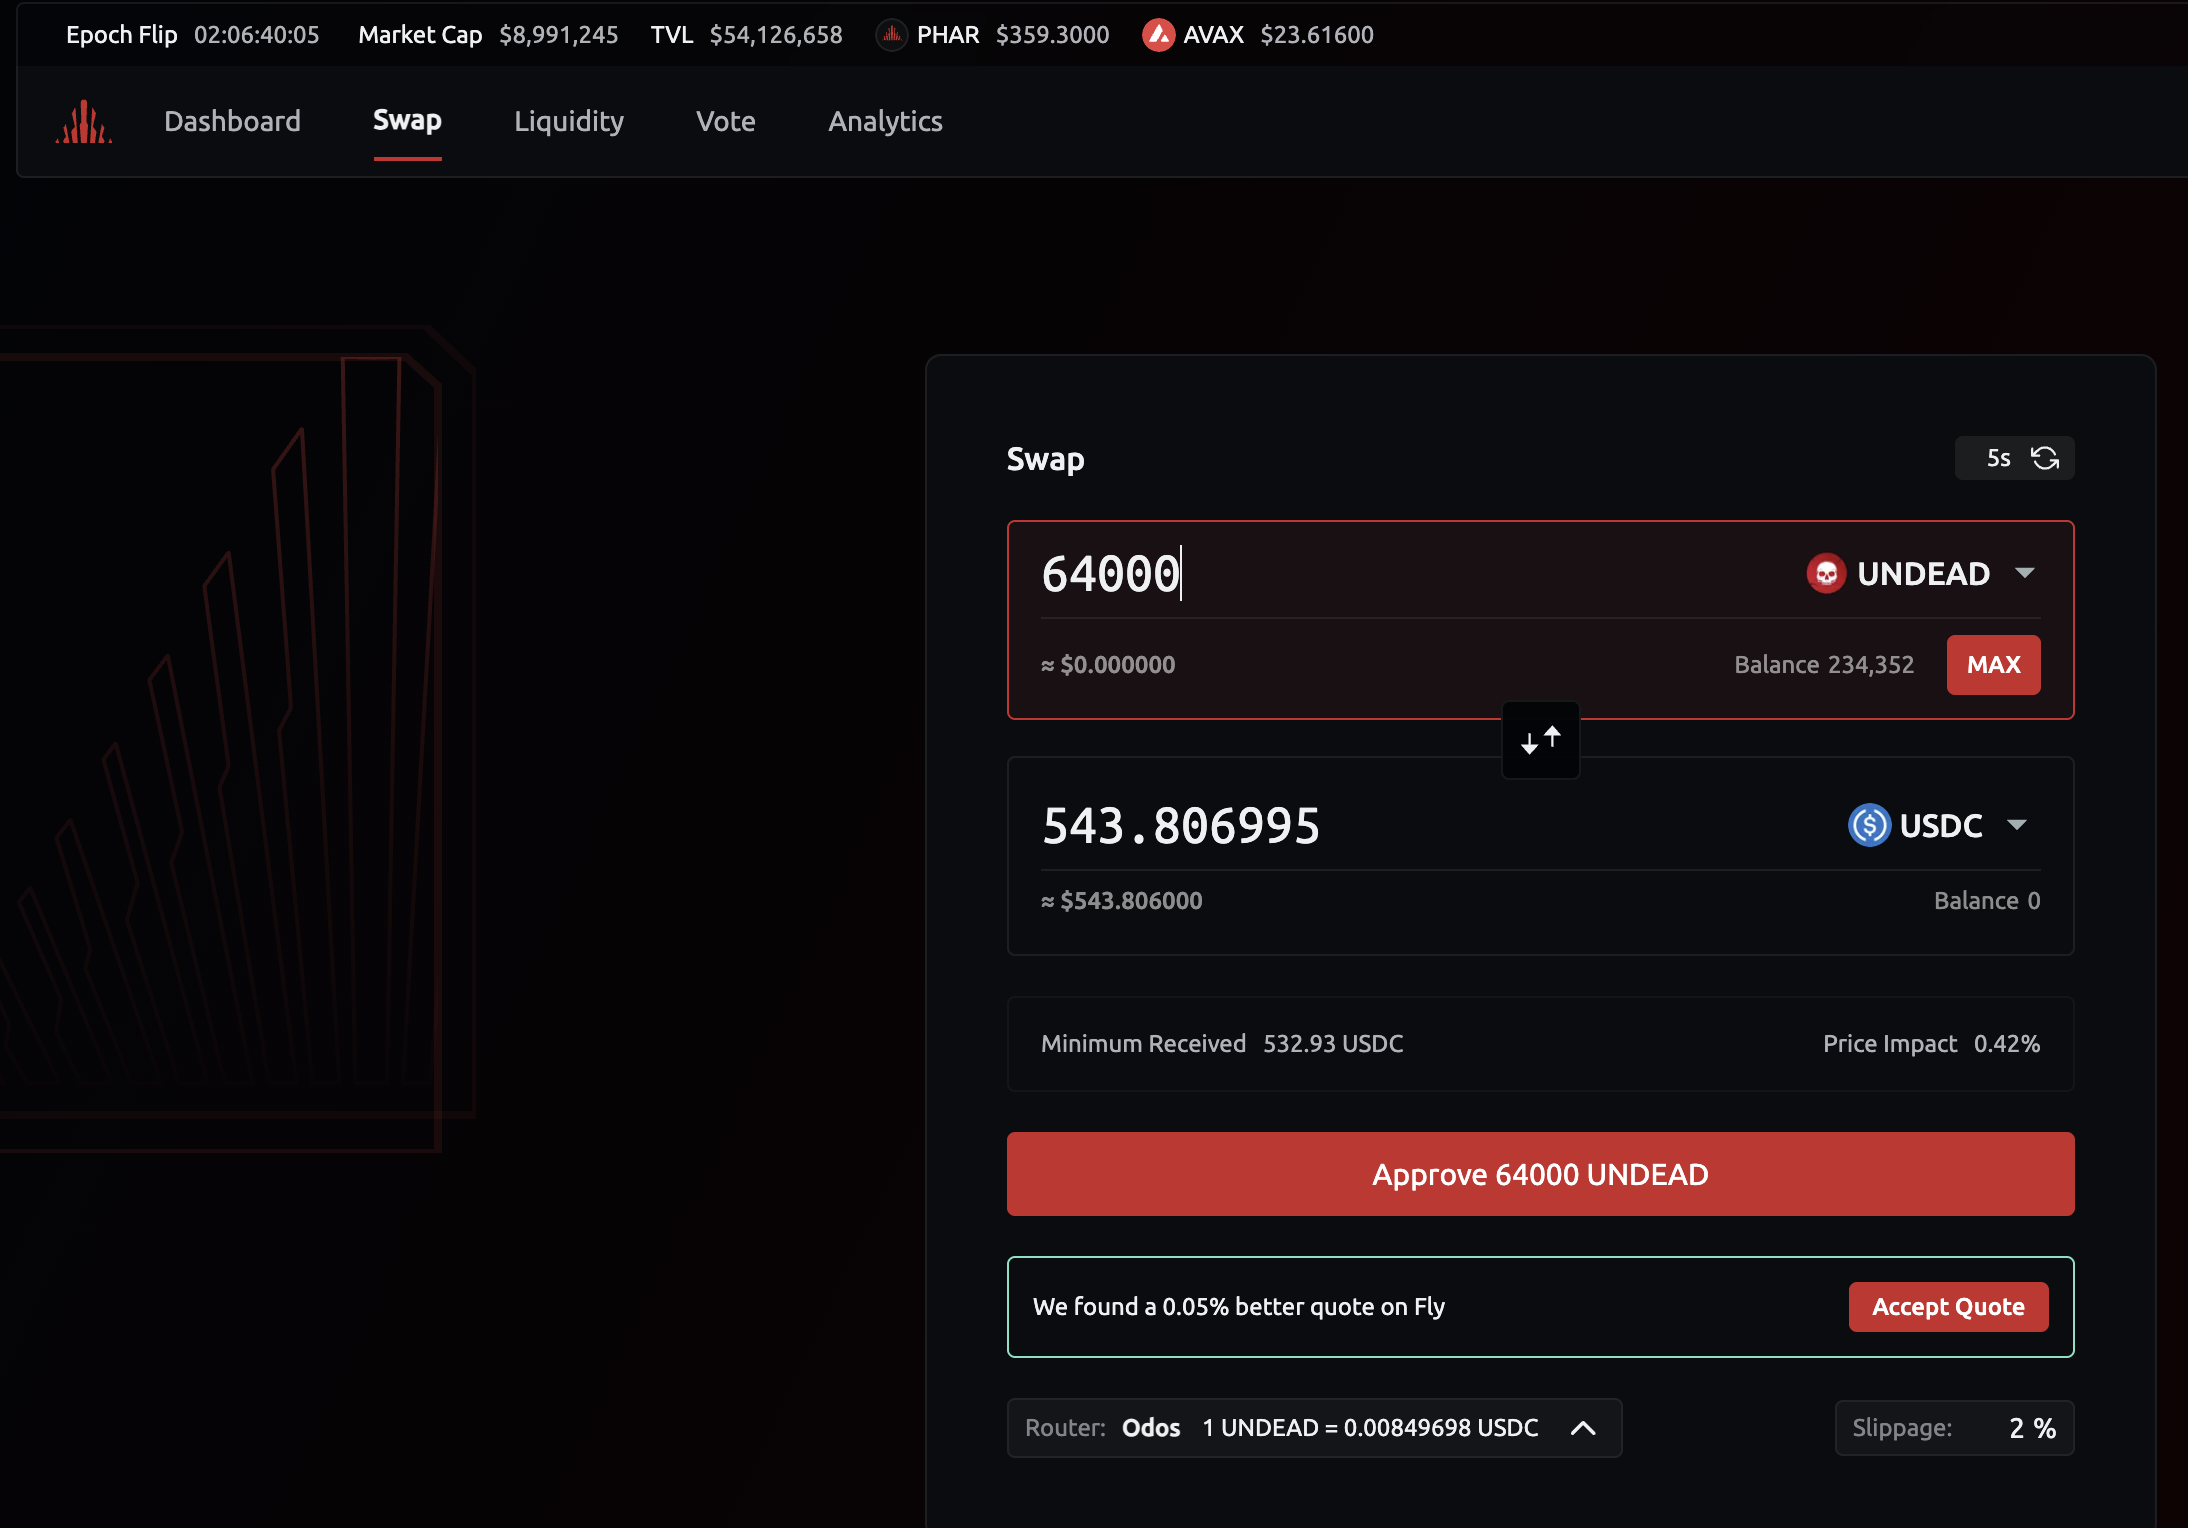 Epoch Flip 02:06:40:05 Market Cap $8,991,245 TVL $54,126,658 PHAR $359.3000 AVAX $23.61600
Dashboard Swap Liquidity Vote Analytics
Swap 5s
64000 UNDEAD
≈ $0.000000 Balance 234,352 MAX
543.806995 USDC
≈ $543.806000 Balance 0
Minimum Received 532.93 USDC Price Impact 0.42%
Approve 64000 UNDEAD
We found a 0.05% better quote on Fly Accept Quote
Router: Odos 1 UNDEAD = 0.00849698 USDC Slippage: 2 %